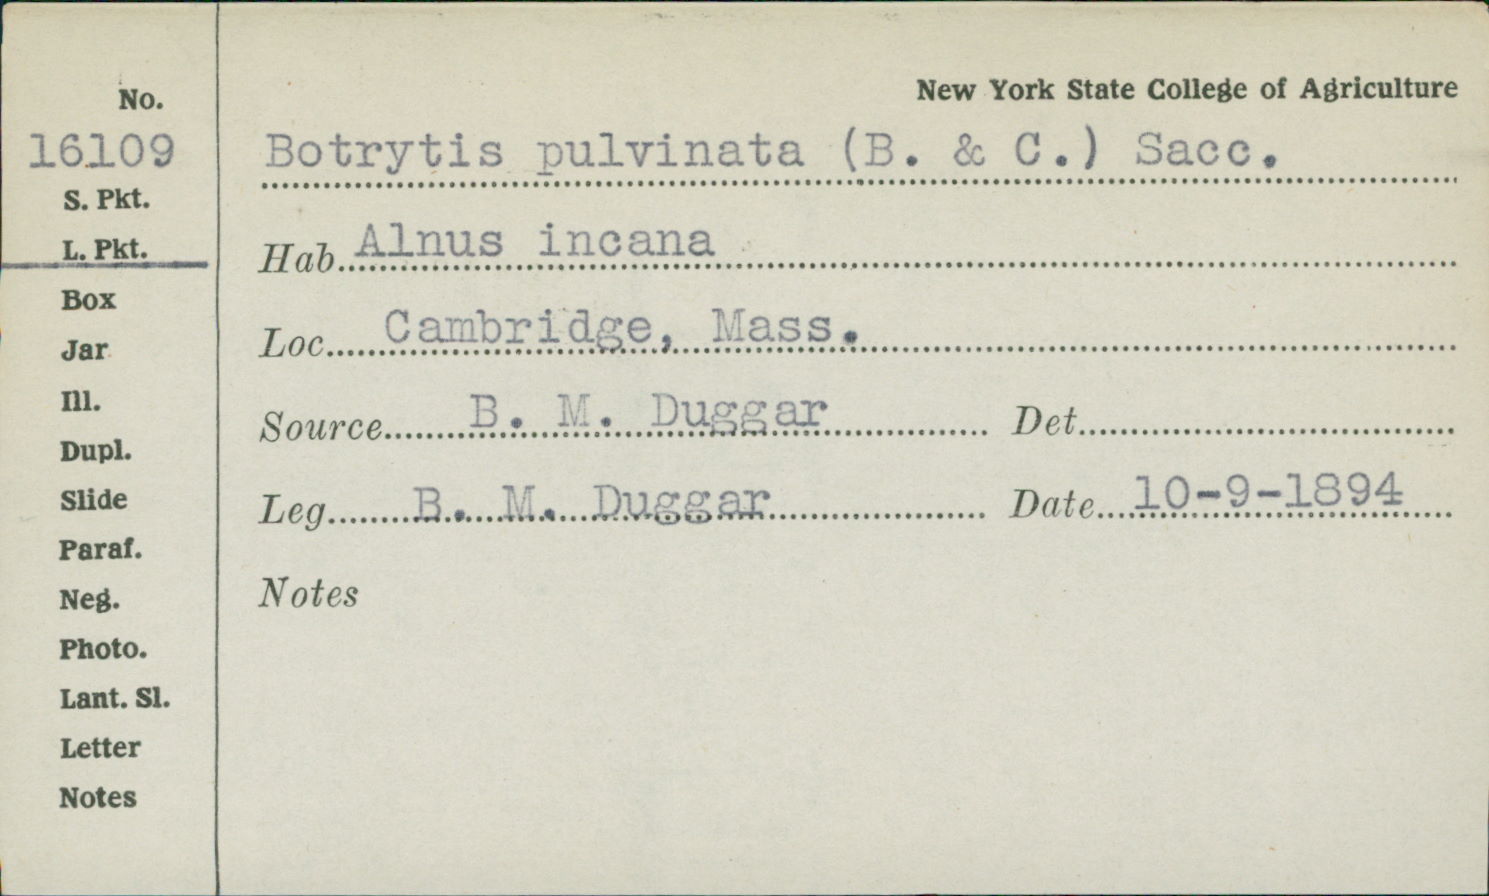 New York State College of Agriculture
No.
16109
S. Pkt.
L. Pkt.
Box
Jar
Ill.
Dupl.
Slide
Paraf.
Neg.
Photo.
Lant. Sl.
Letter
Notes
Botrytis pulvinata (B. & C.) Sacc.
Hab. Alnus incana
Loc. Cambridge, Mass.
Source B. M. Duggar Det.
Leg. B. M. Duggar Date 10-9-1894
Notes